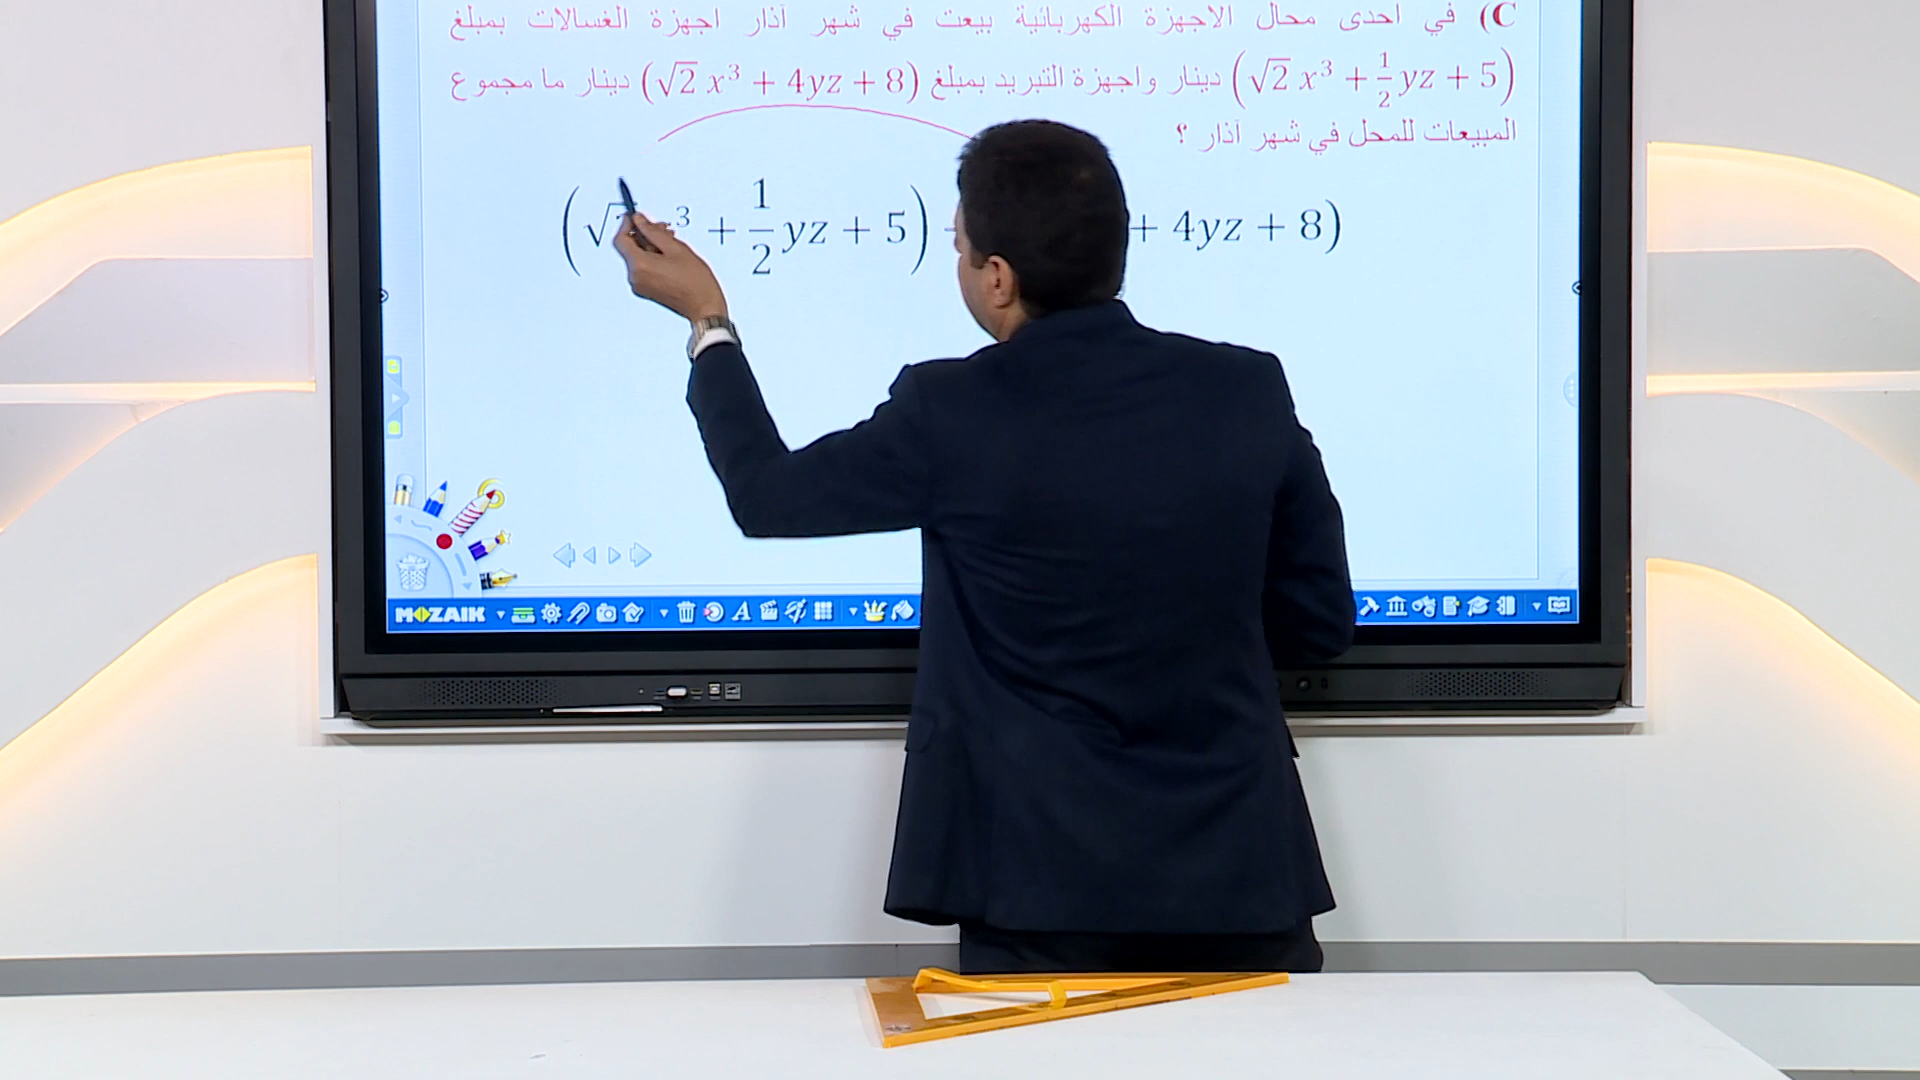 C) في احدى محال الاجهزة الكهربائية بيعت في شهر آذار اجهزة الغسالات بمبلغ
(√2 x³ + 1/2 yz + 5) دينار واجهزة التبريد بمبلغ (√2 x³ + 4yz + 8) دينار ما مجموع
المبيعات للمحل في شهر آذار ؟
(√ ³ + 1/2 yz + 5) + 4yz + 8)
MOZAIK